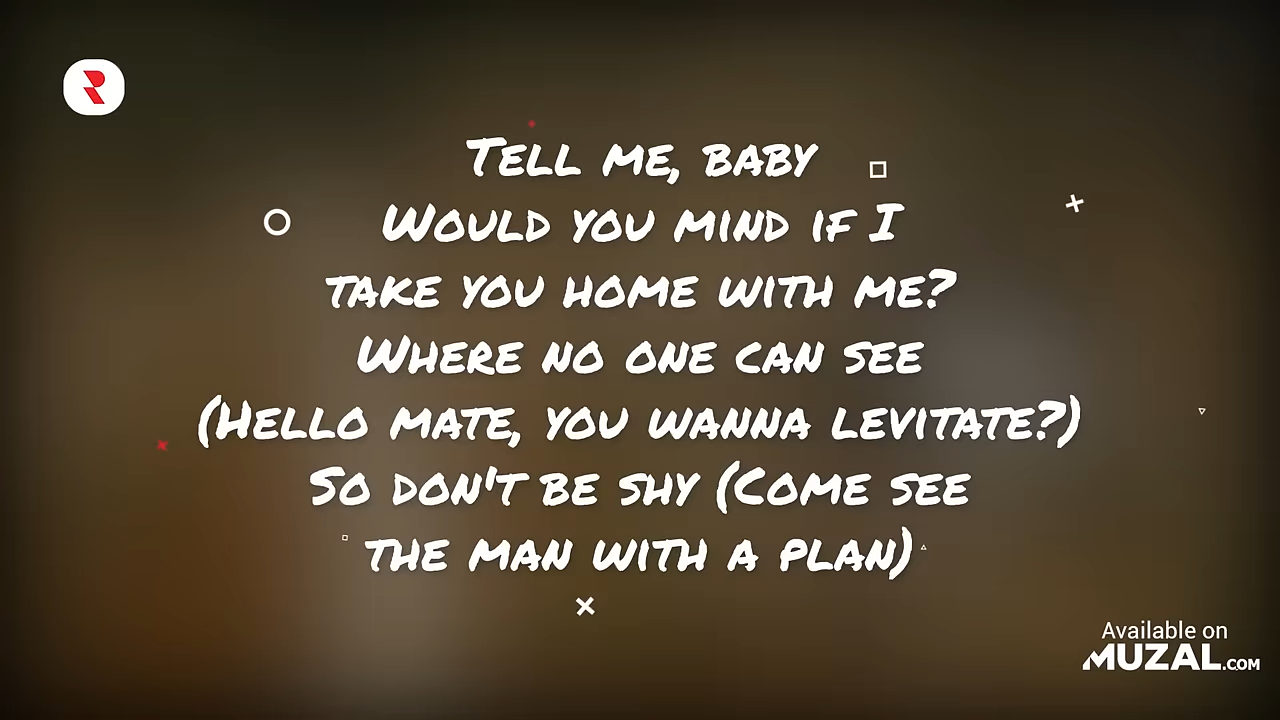 Tell me, baby
Would you mind if I
take you home with me?
Where no one can see
(Hello mate, you wanna levitate?)
So don't be shy (Come see
the man with a plan)
Available on
MUZAL.COM